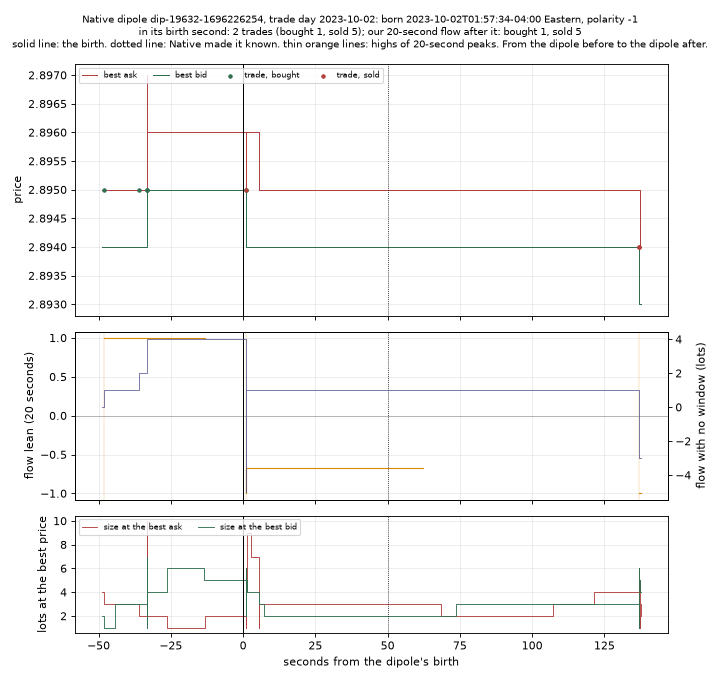 Native dipole dip-19632-1696226254, trade day 2023-10-02: born 2023-10-02T01:57:34-04:00 Eastern, polarity -1
in its birth second: 2 trades (bought 1, sold 5); our 20-second flow after it: bought 1, sold 5
solid line: the birth. dotted line: Native made it known. thin orange lines: highs of 20-second peaks. From the dipole before to the dipole after.
best ask best bid trade, bought trade, sold
2.8970
2.8965
2.8960
2.8955
2.8950
2.8945
2.8940
2.8935
2.8930
price
1.0
0.5
0.0
−0.5
−1.0
flow lean (20 seconds)
4
2
0
−2
−4
flow with no window (lots)
size at the best ask size at the best bid
10
8
6
4
2
lots at the best price
−50 −25 0 25 50 75 100 125
seconds from the dipole's birth